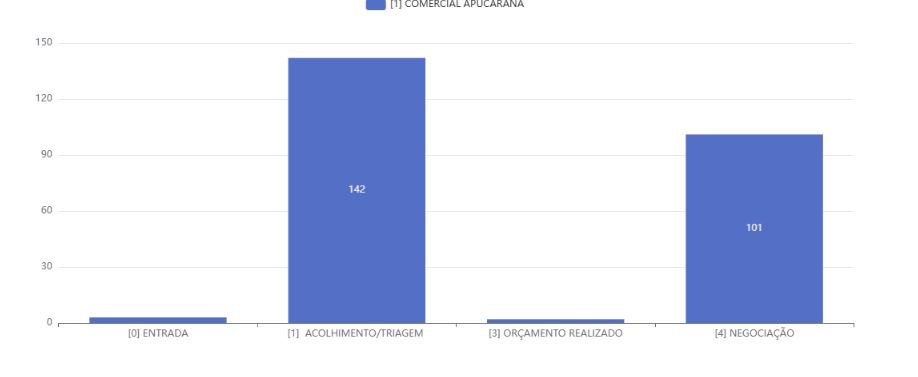 [1] COMERCIAL APUCARANA
150
120
90
60
30
0
142
101
[0] ENTRADA
[1] ACOLHIMENTO/TRIAGEM
[3] ORÇAMENTO REALIZADO
[4] NEGOCIAÇÃO